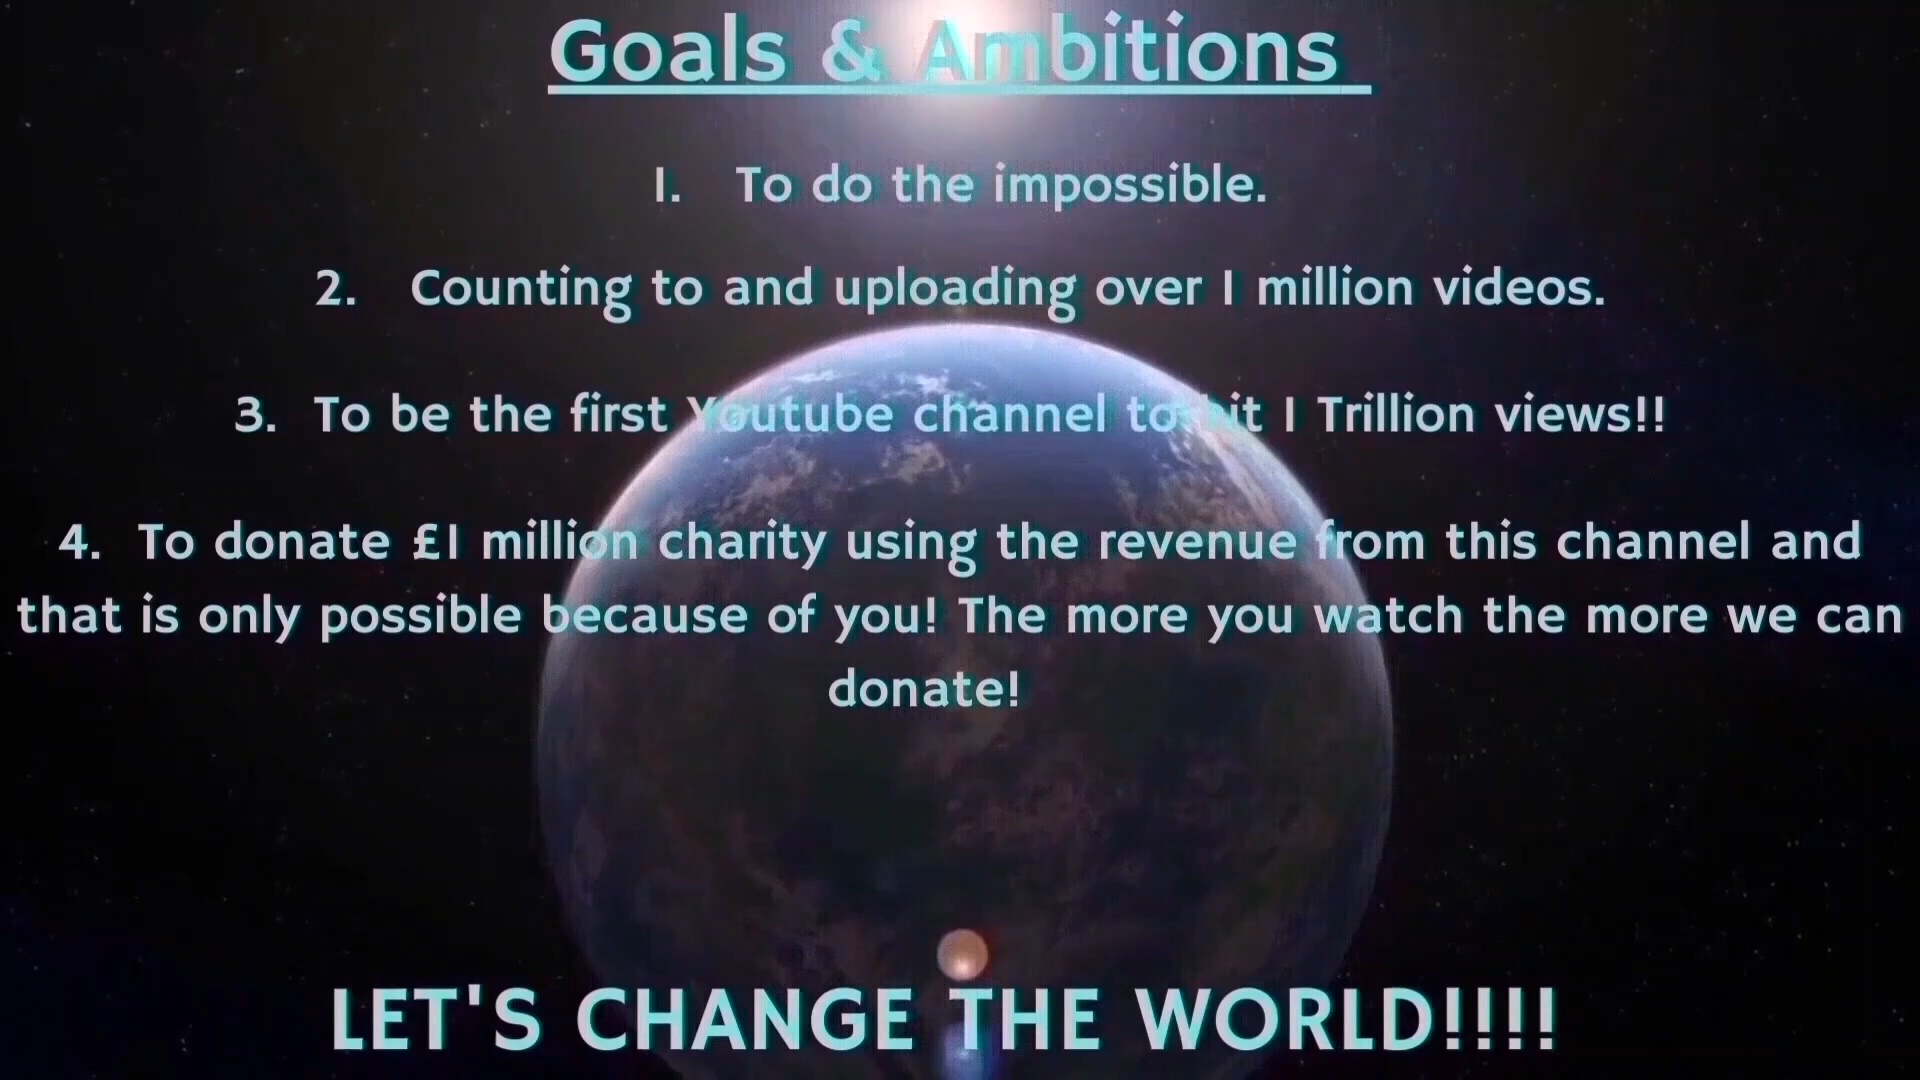 Goals & Ambitions
1. To do the impossible.
2. Counting to and uploading over 1 million videos.
3. To be the first Youtube channel to hit 1 Trillion views!!
4. To donate £1 million charity using the revenue from this channel and
that is only possible because of you! The more you watch the more we can
donate!
LET'S CHANGE THE WORLD!!!!